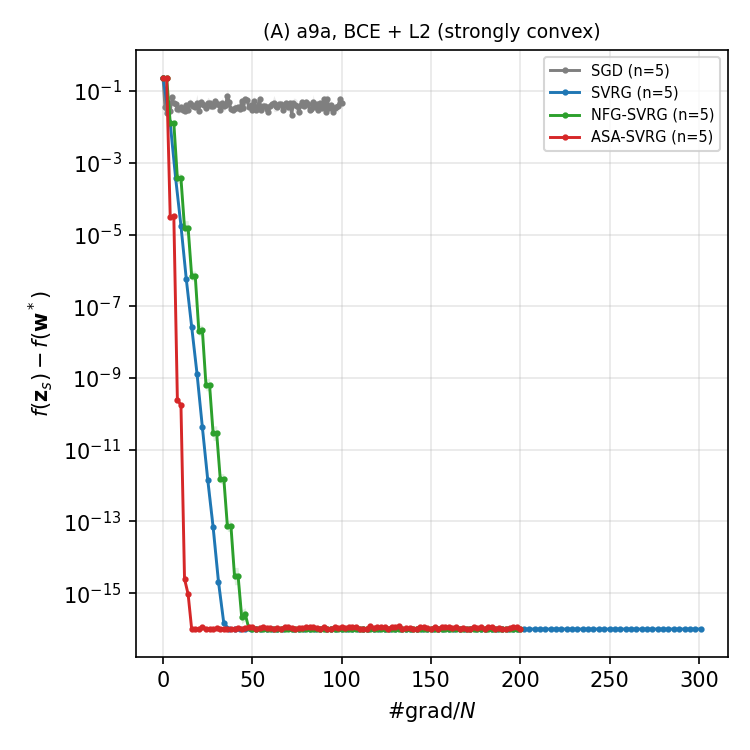 (A) a9a, BCE + L2 (strongly convex)
SGD (n=5)
SVRG (n=5)
NFG-SVRG (n=5)
ASA-SVRG (n=5)
f(z_s) − f(w*)
10⁻¹
10⁻³
10⁻⁵
10⁻⁷
10⁻⁹
10⁻¹¹
10⁻¹³
10⁻¹⁵
0 50 100 150 200 250 300
#grad/N